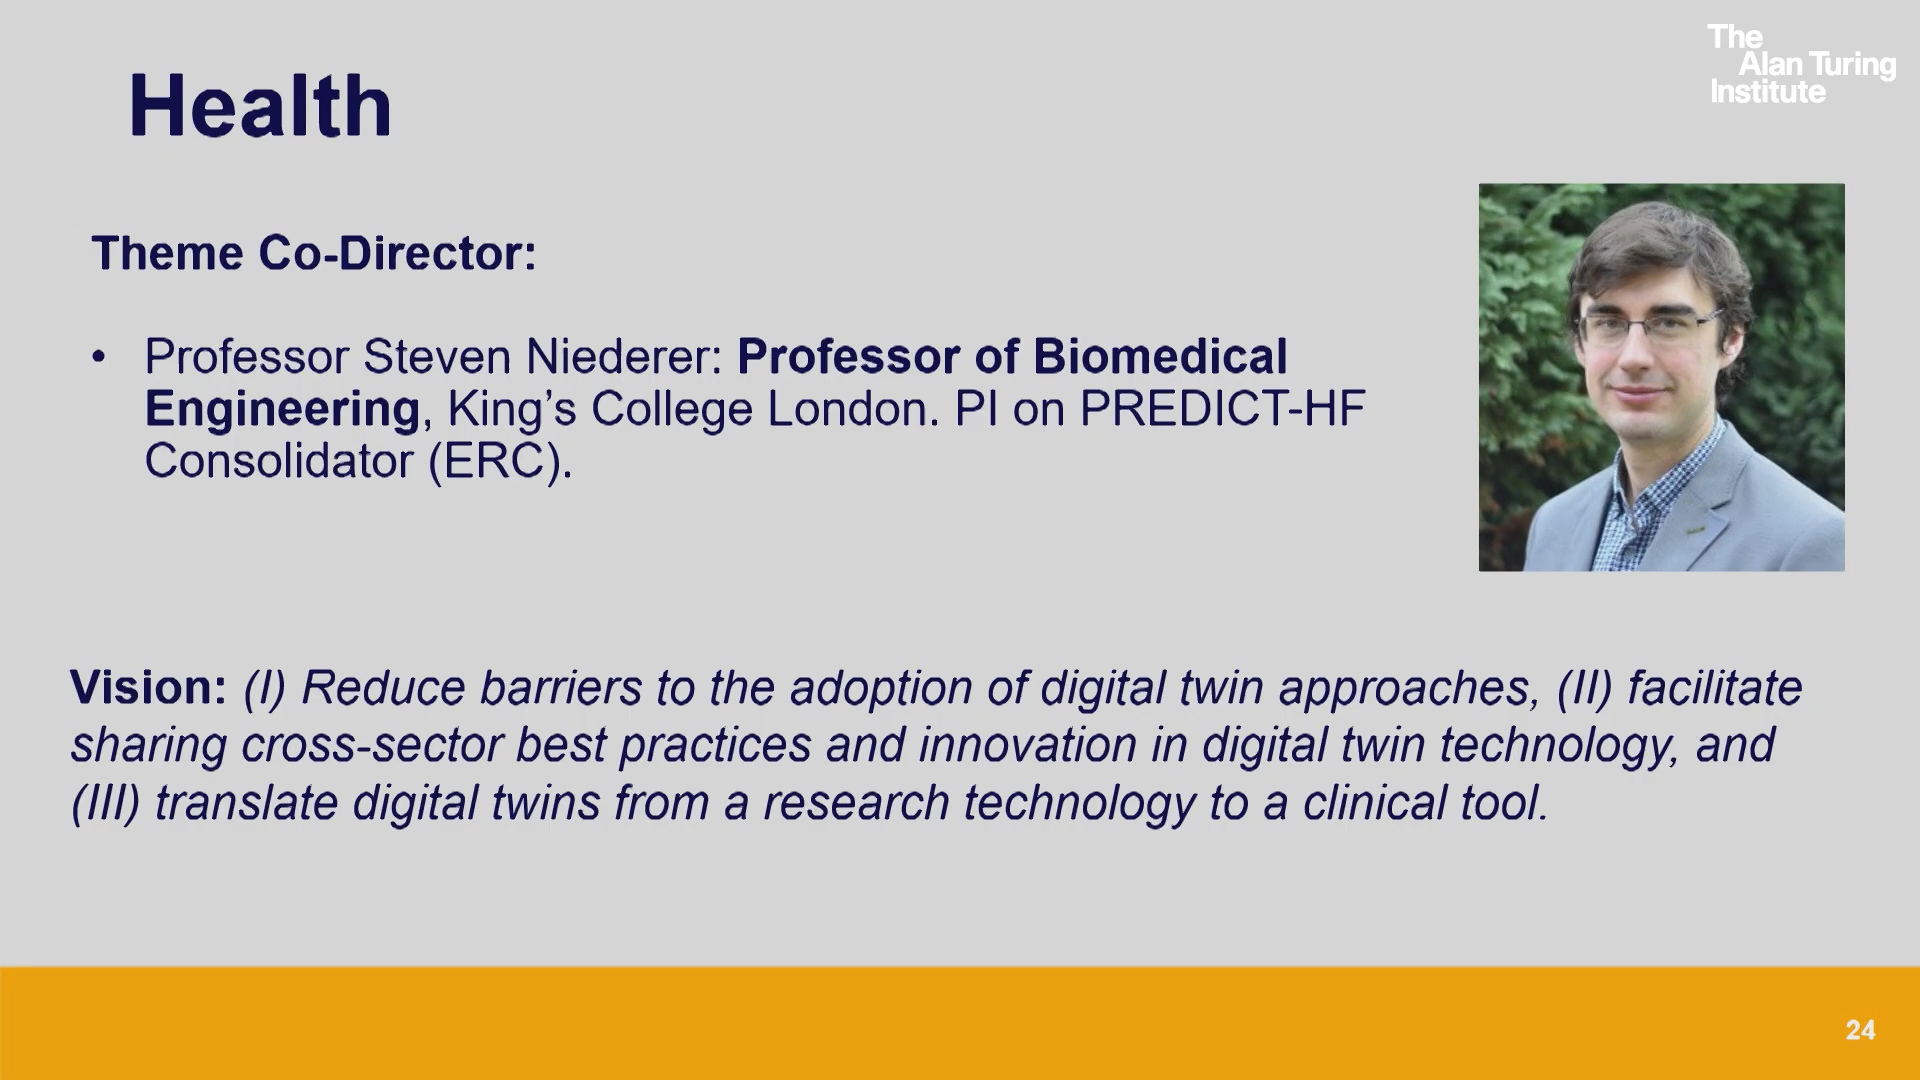 The
Alan Turing
Institute
Health
Theme Co-Director:
• Professor Steven Niederer: Professor of Biomedical
Engineering, King’s College London. PI on PREDICT-HF
Consolidator (ERC).
Vision: (I) Reduce barriers to the adoption of digital twin approaches, (II) facilitate
sharing cross-sector best practices and innovation in digital twin technology, and
(III) translate digital twins from a research technology to a clinical tool.
24